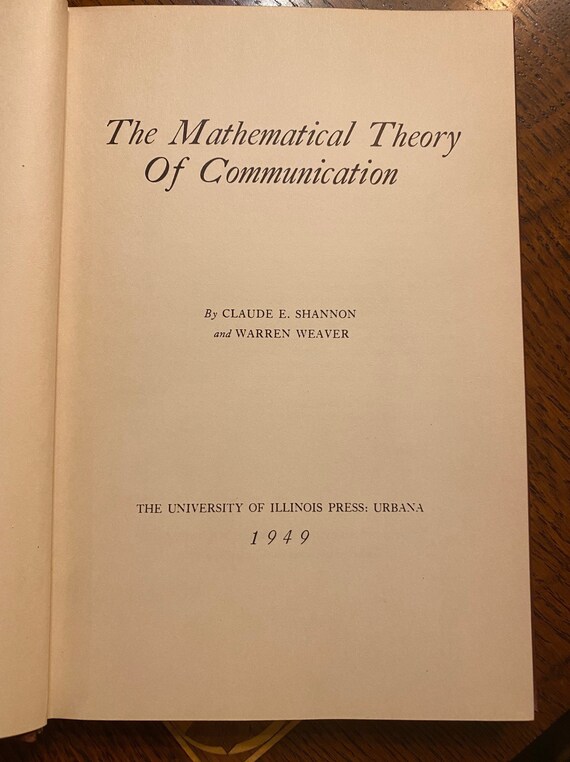 The Mathematical Theory
Of Communication
By CLAUDE E. SHANNON
and WARREN WEAVER
THE UNIVERSITY OF ILLINOIS PRESS: URBANA
1949